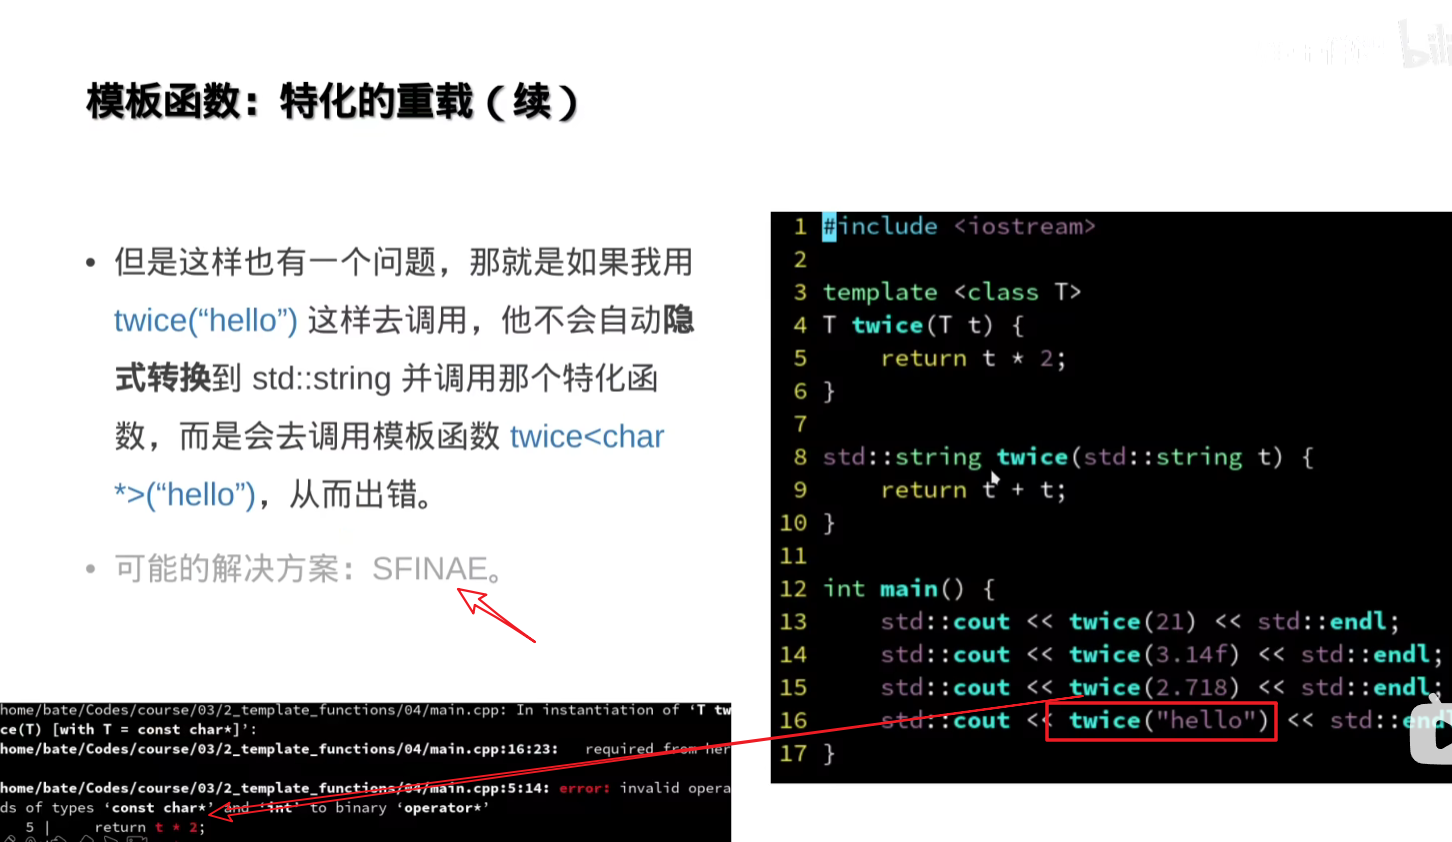 模板函数：特化的重载（续）
• 但是这样也有一个问题，那就是如果我用
twice(“hello”) 这样去调用，他不会自动隐
式转换到 std::string 并调用那个特化函
数，而是会去调用模板函数 twice<char
*>(“hello”)，从而出错。
• 可能的解决方案：SFINAE。
1 #include <iostream>
2
3 template <class T>
4 T twice(T t) {
5     return t * 2;
6 }
7
8 std::string twice(std::string t) {
9     return t + t;
10 }
11
12 int main() {
13     std::cout << twice(21) << std::endl;
14     std::cout << twice(3.14f) << std::endl;
15     std::cout << twice(2.718) << std::endl;
16     std::cout << twice("hello") << std::end
17 }
home/bate/Codes/course/03/2_template_functions/04/main.cpp: In instantiation of ‘T tw
ce(T) [with T = const char*]’:
home/bate/Codes/course/03/2_template_functions/04/main.cpp:16:23:   required from her
home/bate/Codes/course/03/2_template_functions/04/main.cpp:5:14: error: invalid opera
ds of types ‘const char*’ and ‘int’ to binary ‘operator*’
5 |     return t * 2;